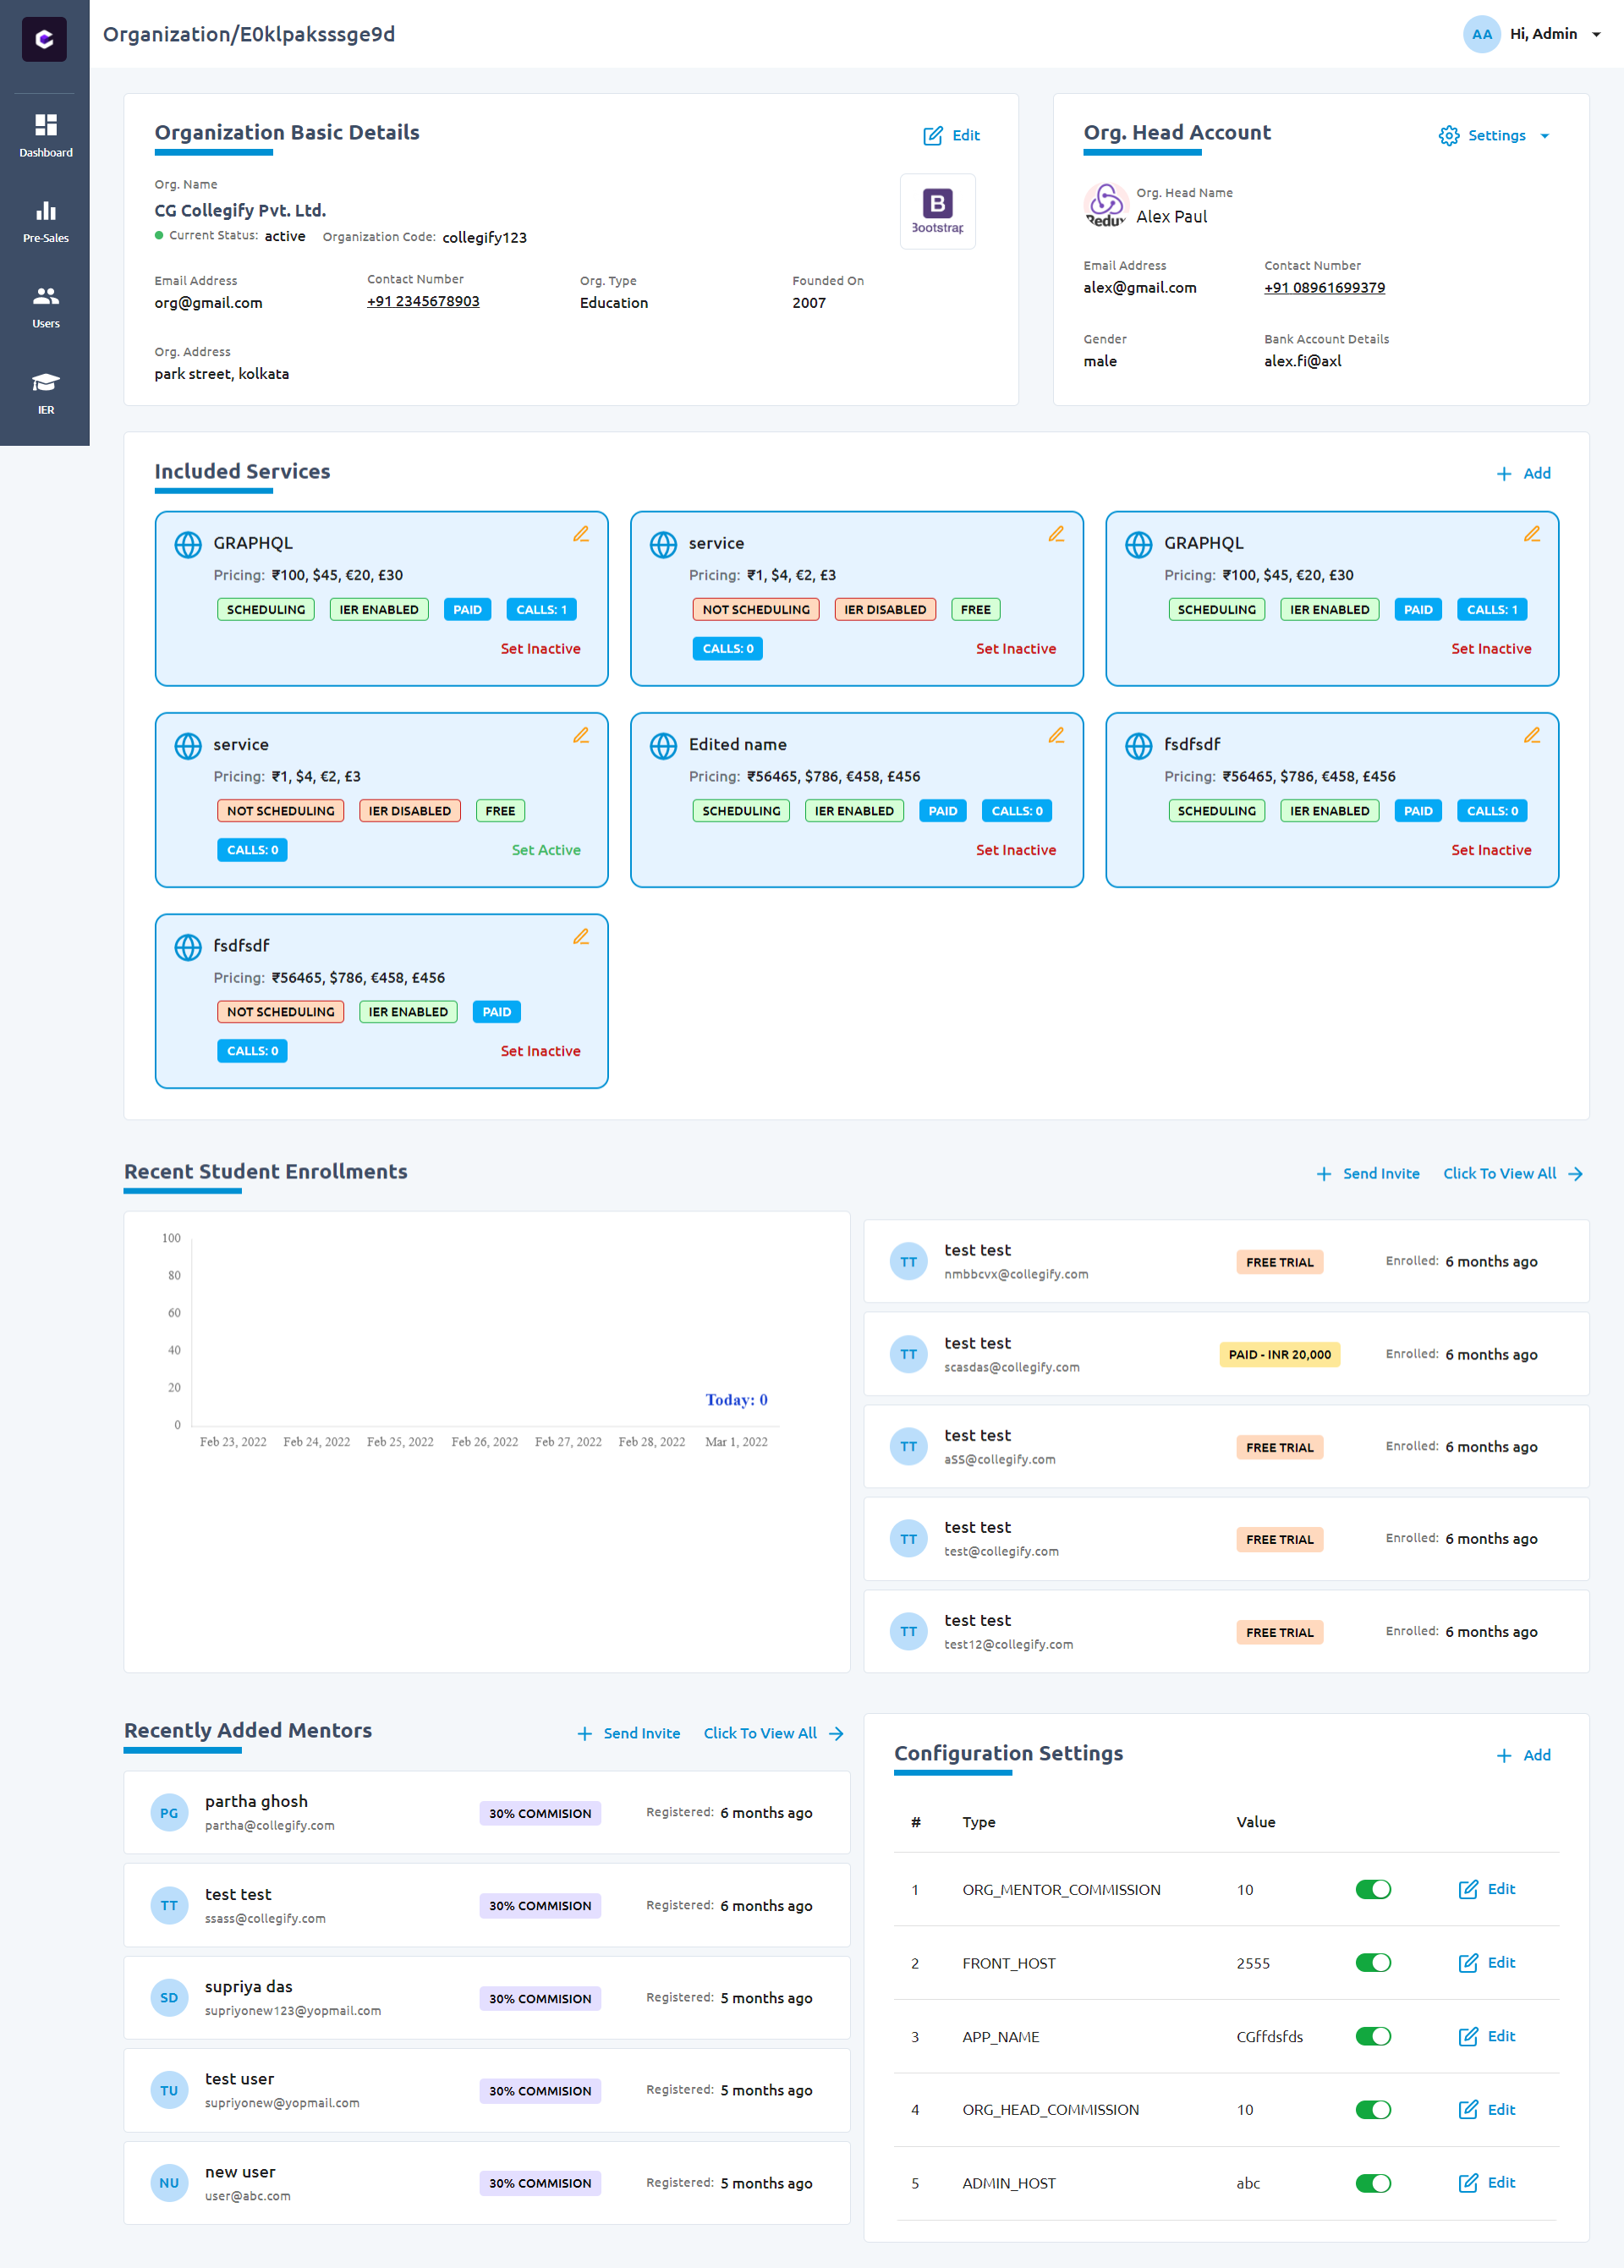 Organization/E0klpaksssge9d
AA Hi, Admin
Dashboard
Pre-Sales
Users
IER
Organization Basic Details
Edit
Org. Name
CG Collegify Pvt. Ltd.
Current Status: active Organization Code: collegify123
B
Bootstrap
Email Address Contact Number Org. Type Founded On
org@gmail.com +91 2345678903 Education 2007
Org. Address
park street, kolkata
Org. Head Account
Settings
Redux
Org. Head Name
Alex Paul
Email Address Contact Number
alex@gmail.com +91 08961699379
Gender Bank Account Details
male alex.fi@axl
Included Services
Add
GRAPHQL
Pricing: ₹100, $45, €20, £30
SCHEDULING IER ENABLED PAID CALLS: 1
Set Inactive
service
Pricing: ₹1, $4, €2, £3
NOT SCHEDULING IER DISABLED FREE
CALLS: 0 Set Inactive
GRAPHQL
Pricing: ₹100, $45, €20, £30
SCHEDULING IER ENABLED PAID CALLS: 1
Set Inactive
service
Pricing: ₹1, $4, €2, £3
NOT SCHEDULING IER DISABLED FREE
CALLS: 0 Set Active
Edited name
Pricing: ₹56465, $786, €458, £456
SCHEDULING IER ENABLED PAID CALLS: 0
Set Inactive
fsdfsdf
Pricing: ₹56465, $786, €458, £456
SCHEDULING IER ENABLED PAID CALLS: 0
Set Inactive
fsdfsdf
Pricing: ₹56465, $786, €458, £456
NOT SCHEDULING IER ENABLED PAID
CALLS: 0 Set Inactive
Recent Student Enrollments
Send Invite Click To View All
100
80
60
40
20
0
Today: 0
Feb 23, 2022 Feb 24, 2022 Feb 25, 2022 Feb 26, 2022 Feb 27, 2022 Feb 28, 2022 Mar 1, 2022
TT test test
nmbbcvx@collegify.com
FREE TRIAL Enrolled: 6 months ago
TT test test
scasdas@collegify.com
PAID - INR 20,000 Enrolled: 6 months ago
TT test test
aSS@collegify.com
FREE TRIAL Enrolled: 6 months ago
TT test test
test@collegify.com
FREE TRIAL Enrolled: 6 months ago
TT test test
test12@collegify.com
FREE TRIAL Enrolled: 6 months ago
Recently Added Mentors
Send Invite Click To View All
PG partha ghosh
partha@collegify.com
30% COMMISION Registered: 6 months ago
TT test test
ssass@collegify.com
30% COMMISION Registered: 6 months ago
SD supriya das
supriyonew123@yopmail.com
30% COMMISION Registered: 5 months ago
TU test user
supriyonew@yopmail.com
30% COMMISION Registered: 5 months ago
NU new user
user@abc.com
30% COMMISION Registered: 5 months ago
Configuration Settings
Add
# Type Value
1 ORG_MENTOR_COMMISSION 10 Edit
2 FRONT_HOST 2555 Edit
3 APP_NAME CGffdsfds Edit
4 ORG_HEAD_COMMISSION 10 Edit
5 ADMIN_HOST abc Edit